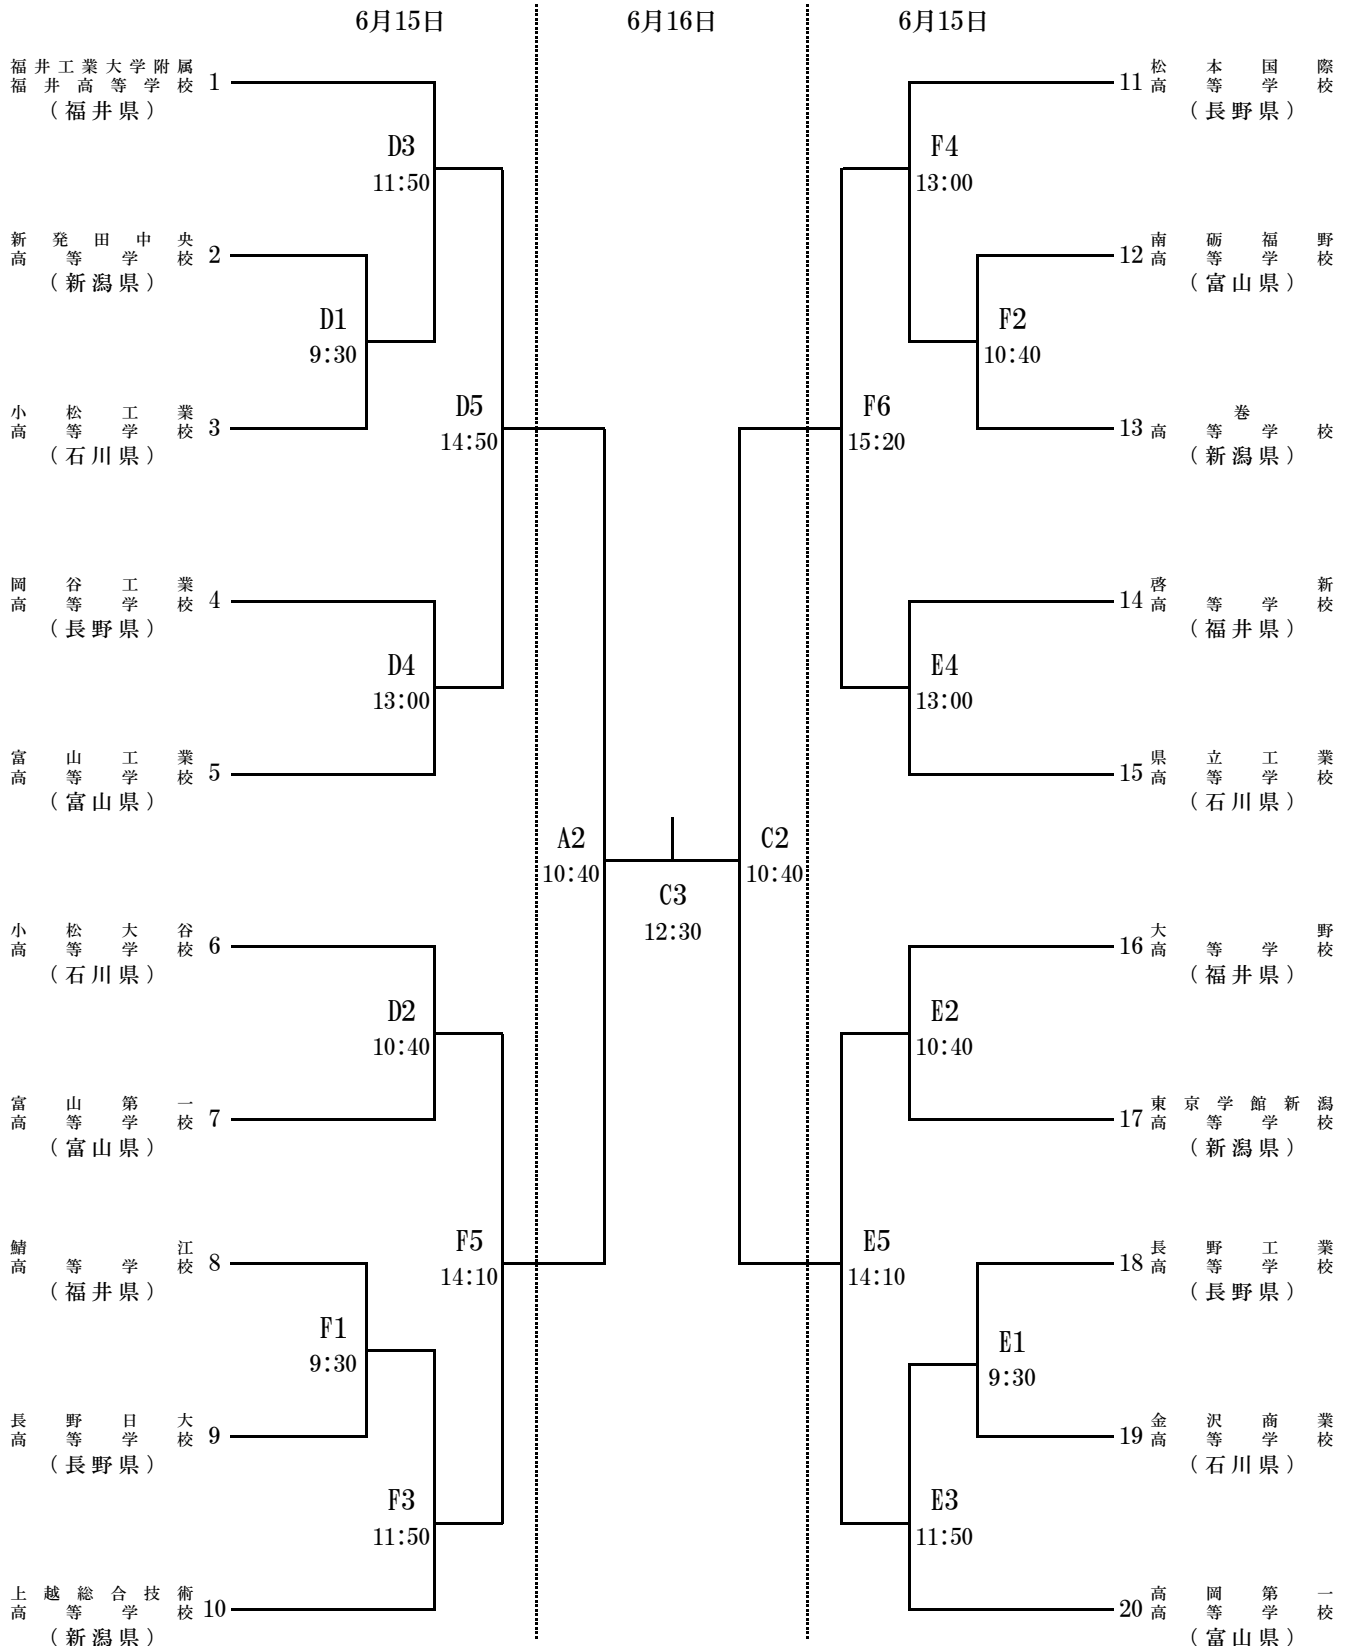 6月15日
6月16日
6月15日
福井工業大学附属
福井高等学校 1
（福井県）
D3
11:50
新発田中央
高等学校 2
（新潟県）
D1
9:30
小松工業
高等学校 3
（石川県）
D5
14:50
岡谷工業
高等学校 4
（長野県）
D4
13:00
富山工業
高等学校 5
（富山県）
小松大谷
高等学校 6
（石川県）
D2
10:40
富山第一
高等学校 7
（富山県）
鯖江
高等学校 8
（福井県）
F5
14:10
F1
9:30
長野日大
高等学校 9
（長野県）
F3
11:50
上越総合技術
高等学校 10
（新潟県）
A2
10:40
C3
12:30
C2
10:40
松本国際
11 高等学校
（長野県）
F4
13:00
南砺福野
12 高等学校
（富山県）
F2
10:40
巻
13 高等学校
（新潟県）
F6
15:20
啓新
14 高等学校
（福井県）
E4
13:00
県立工業
15 高等学校
（石川県）
大野
16 高等学校
（福井県）
E2
10:40
東京学館新潟
17 高等学校
（新潟県）
長野工業
18 高等学校
（長野県）
E5
14:10
E1
9:30
金沢商業
19 高等学校
（石川県）
E3
11:50
高岡第一
20 高等学校
（富山県）